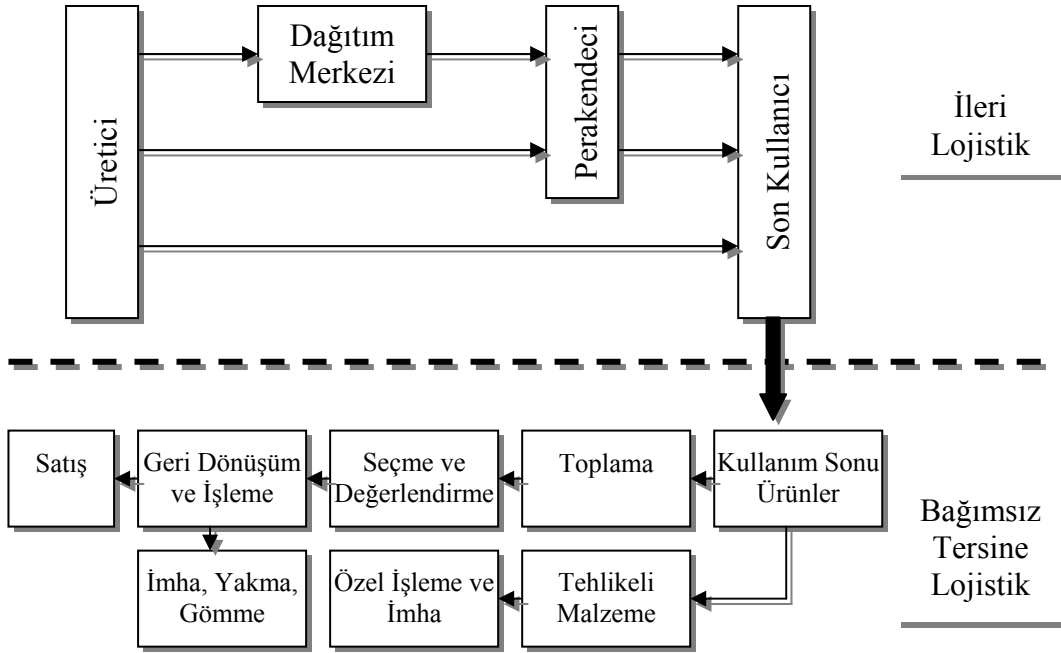 Üretici
Dağıtım
Merkezi
Perakendeci
Son Kullanıcı
İleri
Lojistik
Satış
Geri Dönüşüm
ve İşleme
Seçme ve
Değerlendirme
Toplama
Kullanım Sonu
Ürünler
İmha, Yakma,
Gömme
Özel İşleme ve
İmha
Tehlikeli
Malzeme
Bağımsız
Tersine
Lojistik